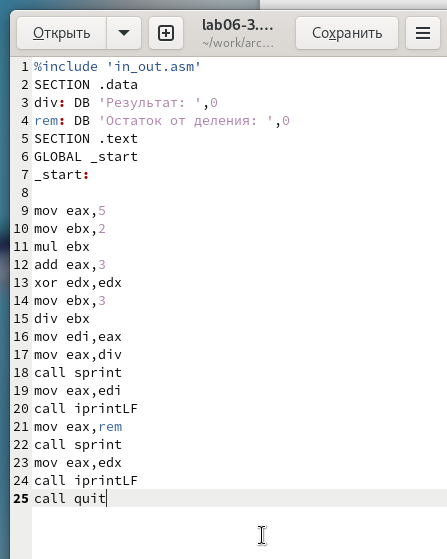 Открыть
lab06-3....
~/work/arc...
Сохранить
1 %include 'in_out.asm'
2 SECTION .data
3 div: DB 'Результат: ',0
4 rem: DB 'Остаток от деления: ',0
5 SECTION .text
6 GLOBAL _start
7 _start:
8
9 mov eax,5
10 mov ebx,2
11 mul ebx
12 add eax,3
13 xor edx,edx
14 mov ebx,3
15 div ebx
16 mov edi,eax
17 mov eax,div
18 call sprint
19 mov eax,edi
20 call iprintLF
21 mov eax,rem
22 call sprint
23 mov eax,edx
24 call iprintLF
25 call quit